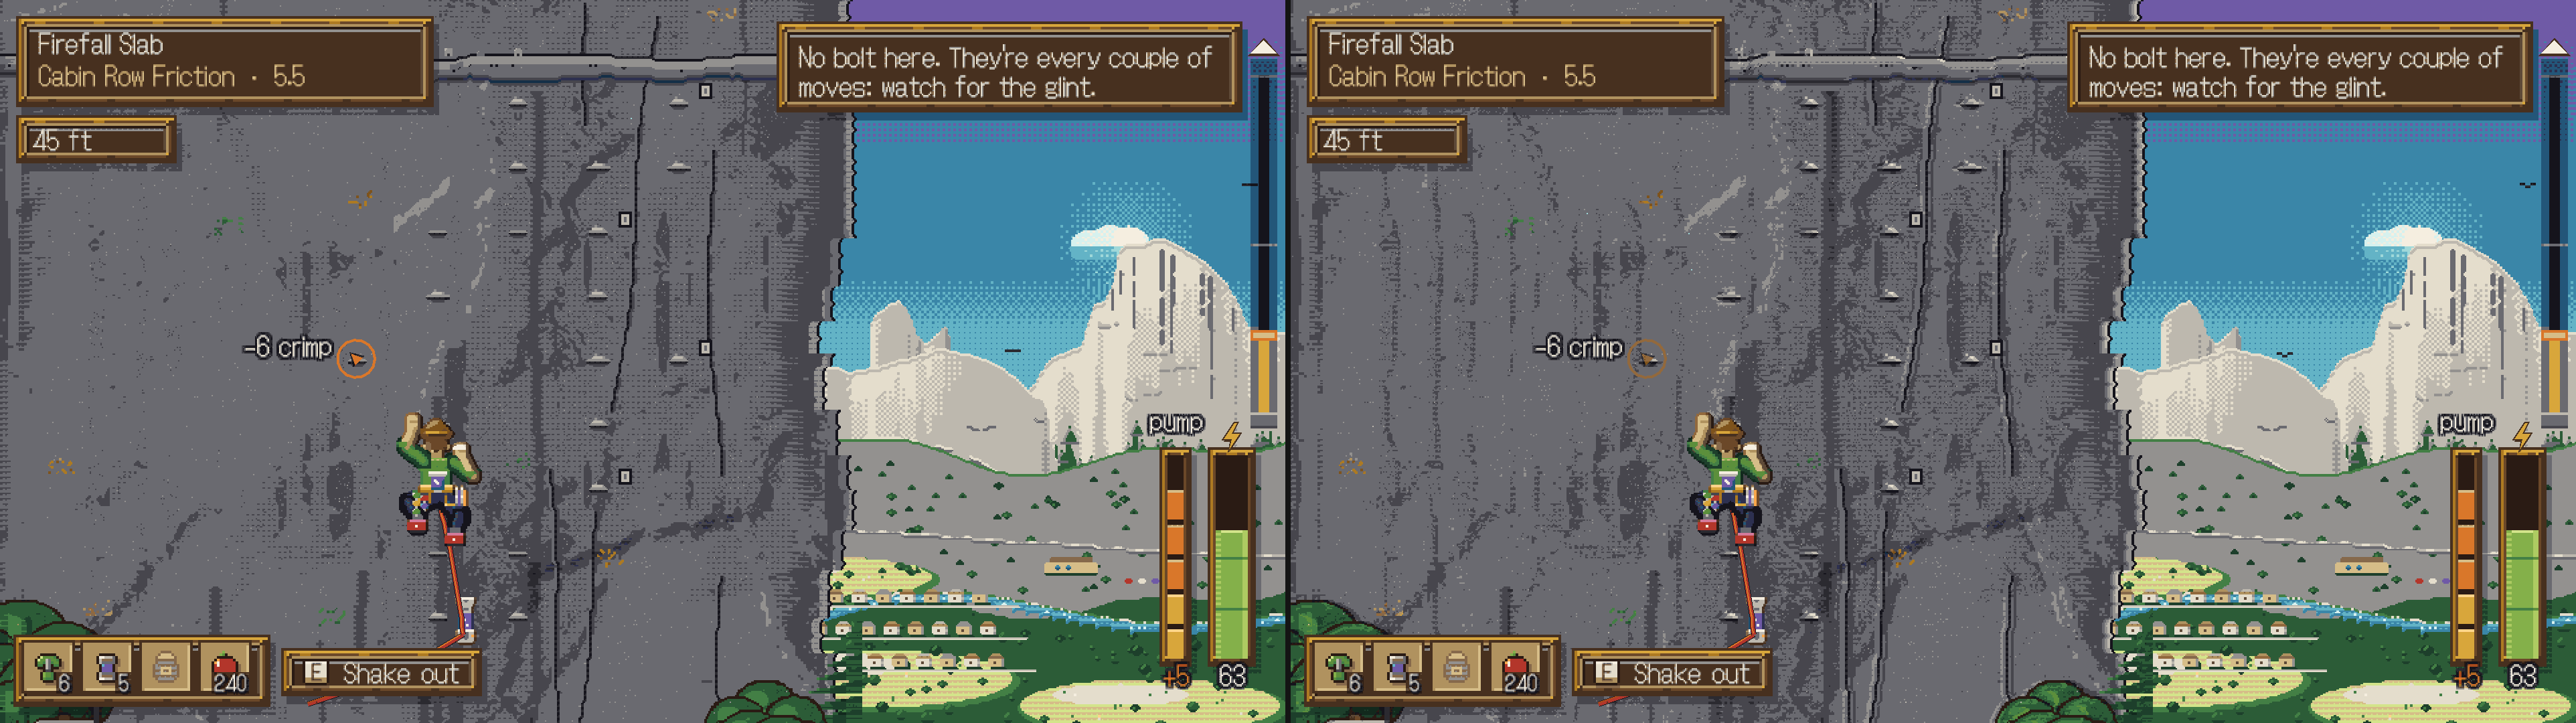 Firefall Slab
Cabin Row Friction · 5.5
45 ft
No bolt here. They're every couple of
moves: watch for the glint.
-6 crimp
pump
+5
63
6
5
240
E Shake out
Firefall Slab
Cabin Row Friction · 5.5
45 ft
No bolt here. They're every couple of
moves: watch for the glint.
-6 crimp
pump
+5
63
6
5
240
E Shake out